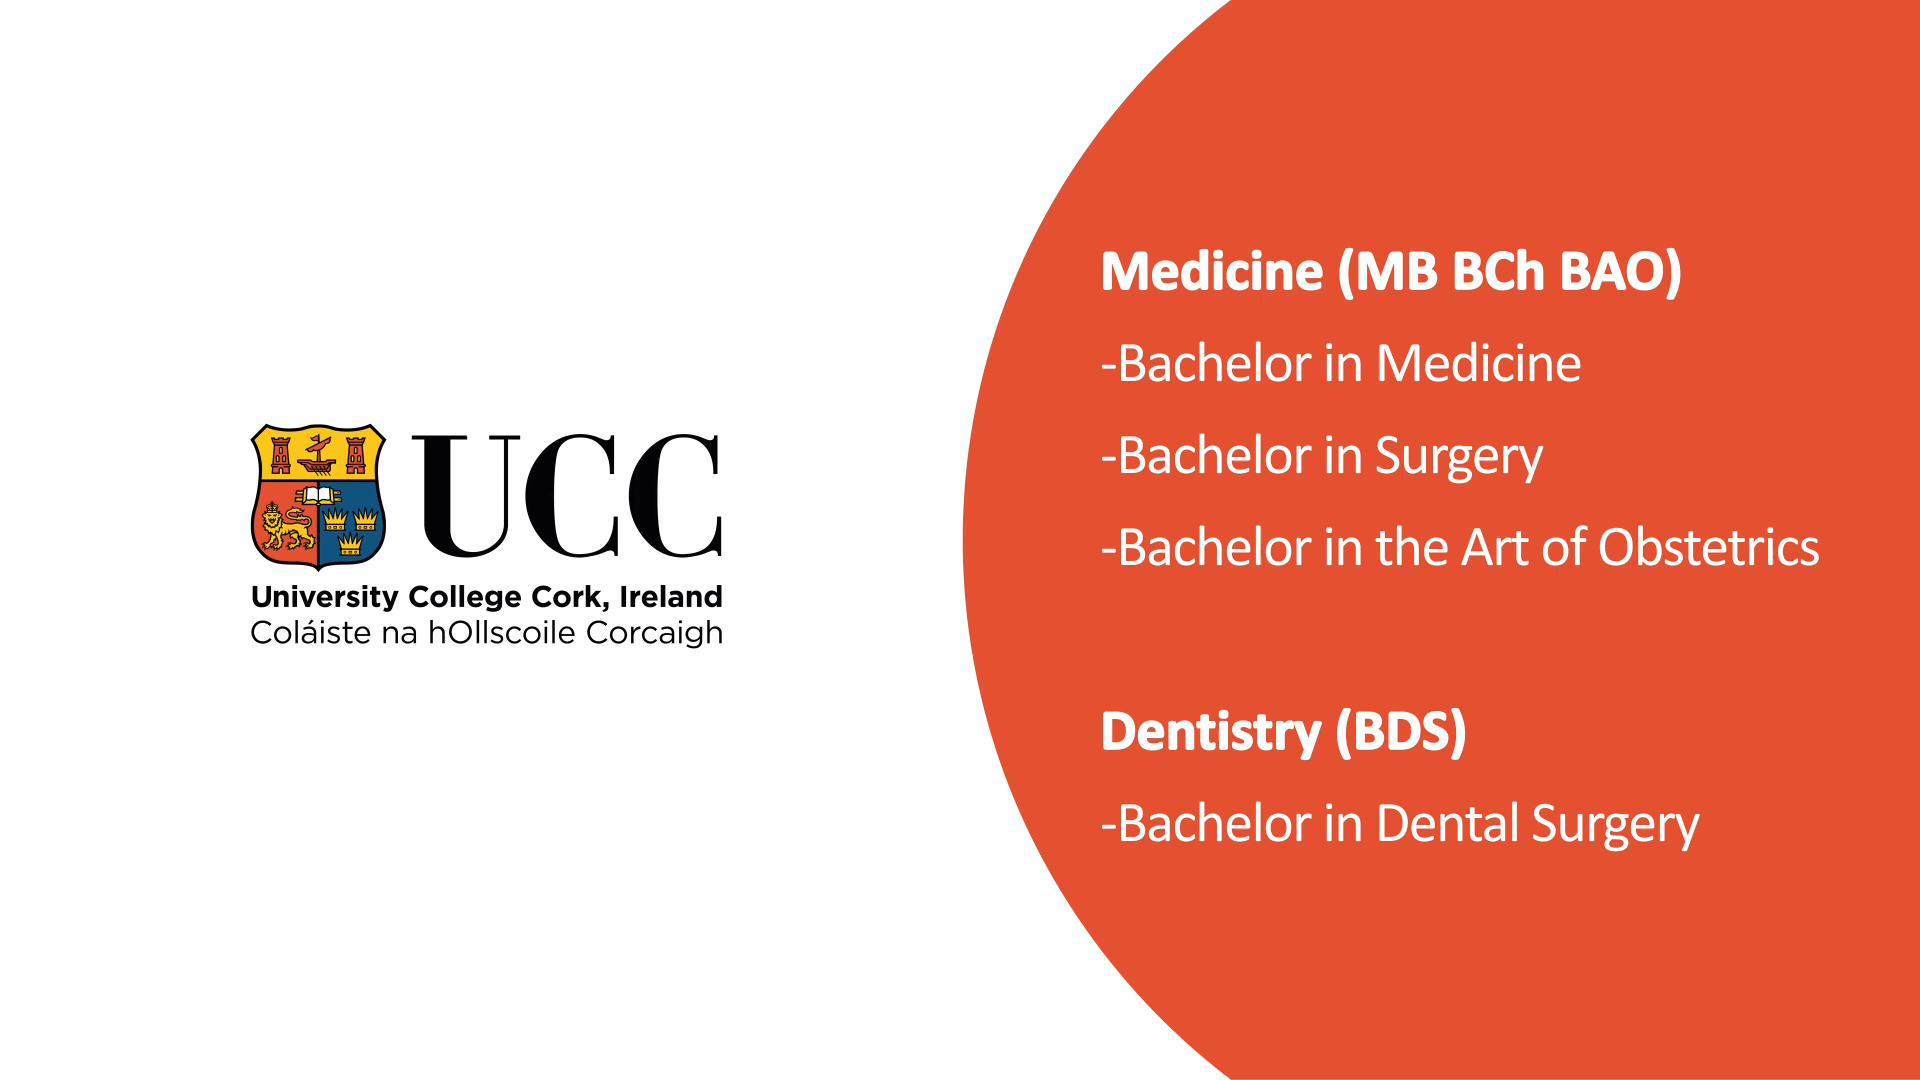 UCC
University College Cork, Ireland
Coláiste na hOllscoile Corcaigh
Medicine (MB BCh BAO)
-Bachelor in Medicine
-Bachelor in Surgery
-Bachelor in the Art of Obstetrics
Dentistry (BDS)
-Bachelor in Dental Surgery